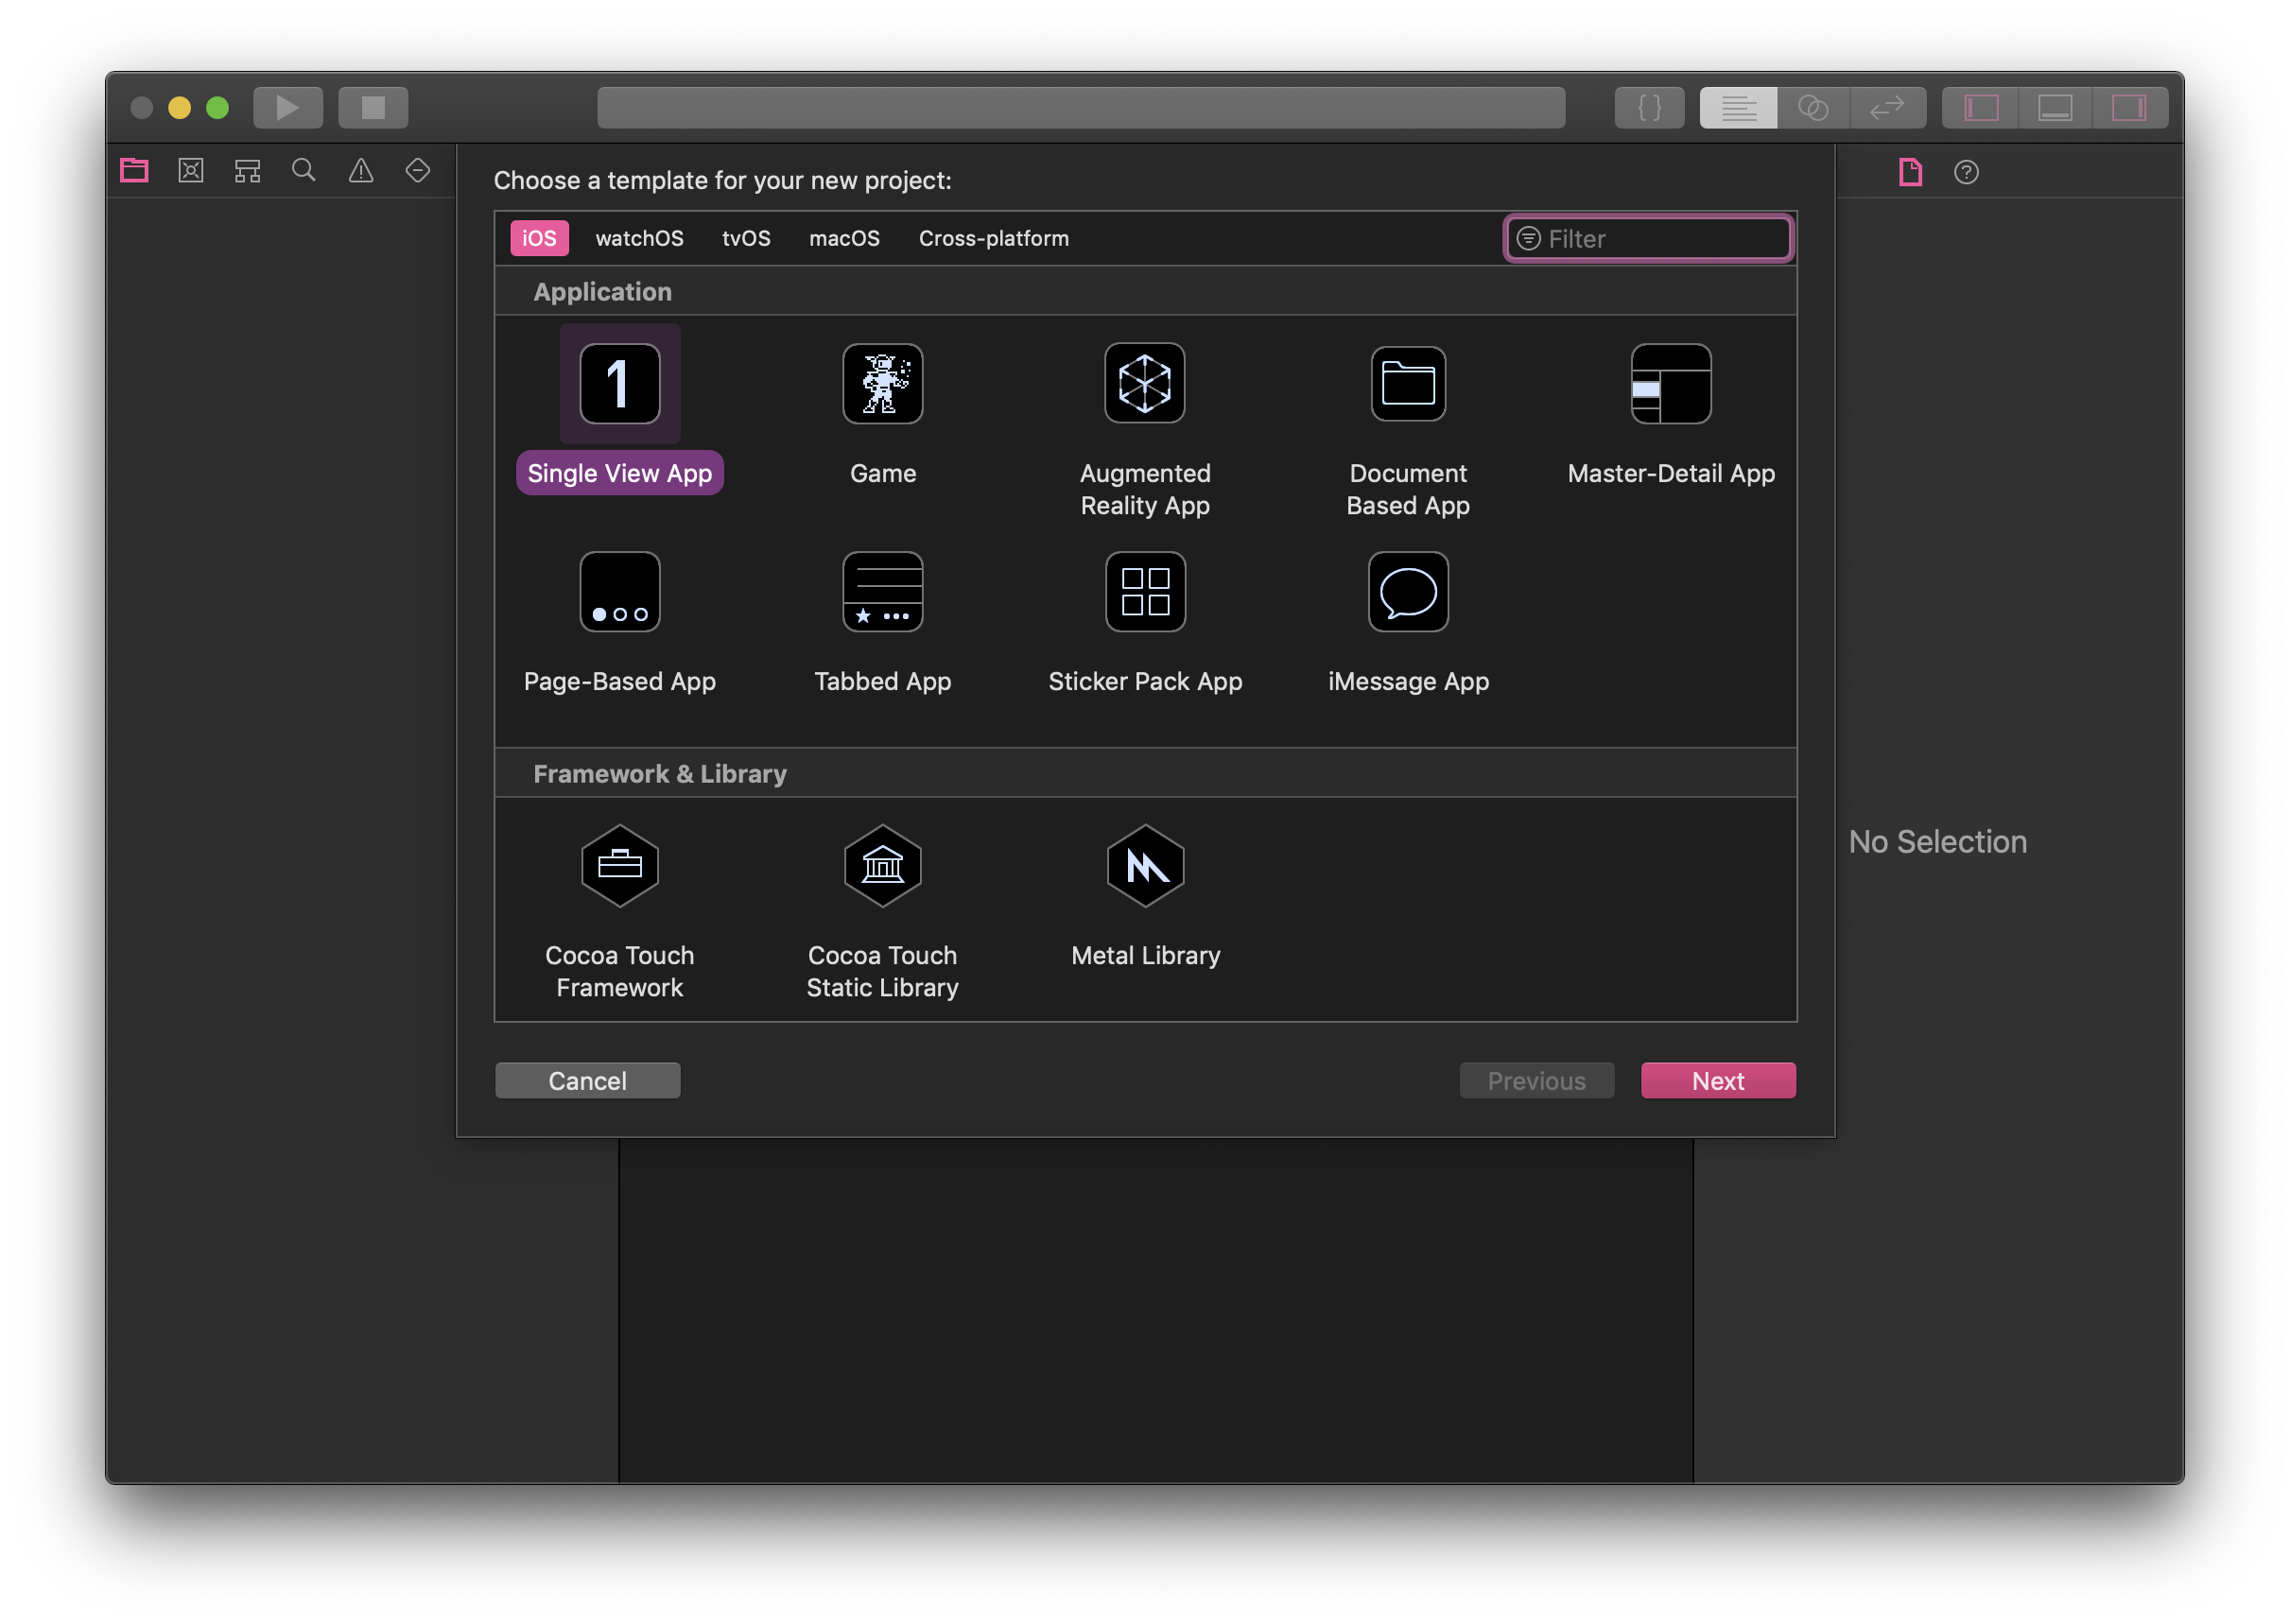 Choose a template for your new project:
iOS watchOS tvOS macOS Cross-platform Filter
Application
1
Single View App Game Augmented Reality App Document Based App Master-Detail App
Page-Based App Tabbed App Sticker Pack App iMessage App
Framework & Library
Cocoa Touch Framework Cocoa Touch Static Library Metal Library
No Selection
Cancel Previous Next